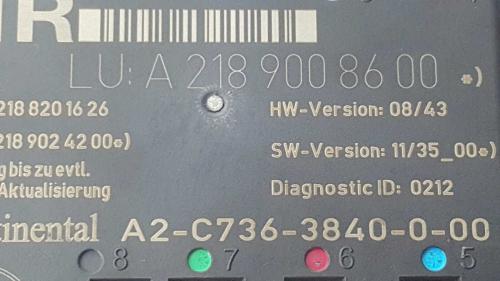 R
LU: A 218 900 86 00 *)
218 820 16 26 HW-Version: 08/43
218 902 42 00*) SW-Version: 11/35_00*)
g bis zu evtl.
Aktualisierung Diagnostic ID: 0212
tinental A2-C736-3840-0-00
8 7 6 5